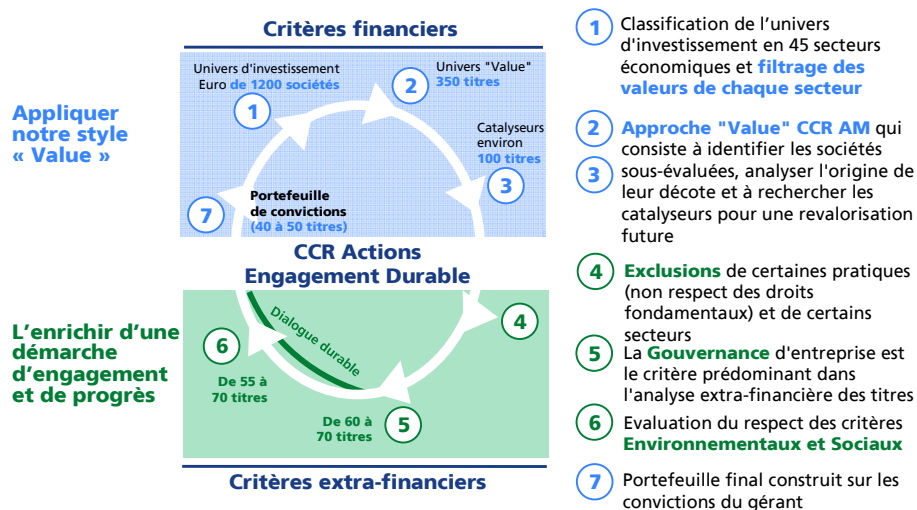 Critères financiers
Appliquer
notre style
« Value »
Univers d'investissement
Euro de 1200 sociétés
1
Univers "Value"
350 titres
2
Catalyseurs
environ
100 titres
3
7
Portefeuille
de convictions
(40 à 50 titres)
CCR Actions
Engagement Durable
L'enrichir d'une
démarche
d'engagement
et de progrès
Dialogue durable
4
6
De 55 à
70 titres
De 60 à
70 titres
5
Critères extra-financiers
1 Classification de l'univers
d'investissement en 45 secteurs
économiques et filtrage des
valeurs de chaque secteur
2 Approche "Value" CCR AM qui
consiste à identifier les sociétés
3 sous-évaluées, analyser l'origine de
leur décote et à rechercher les
catalyseurs pour une revalorisation
future
4 Exclusions de certaines pratiques
(non respect des droits
fondamentaux) et de certains
secteurs
5 La Gouvernance d'entreprise est
le critère prédominant dans
l'analyse extra-financière des titres
6 Evaluation du respect des critères
Environnementaux et Sociaux
7 Portefeuille final construit sur les
convictions du gérant